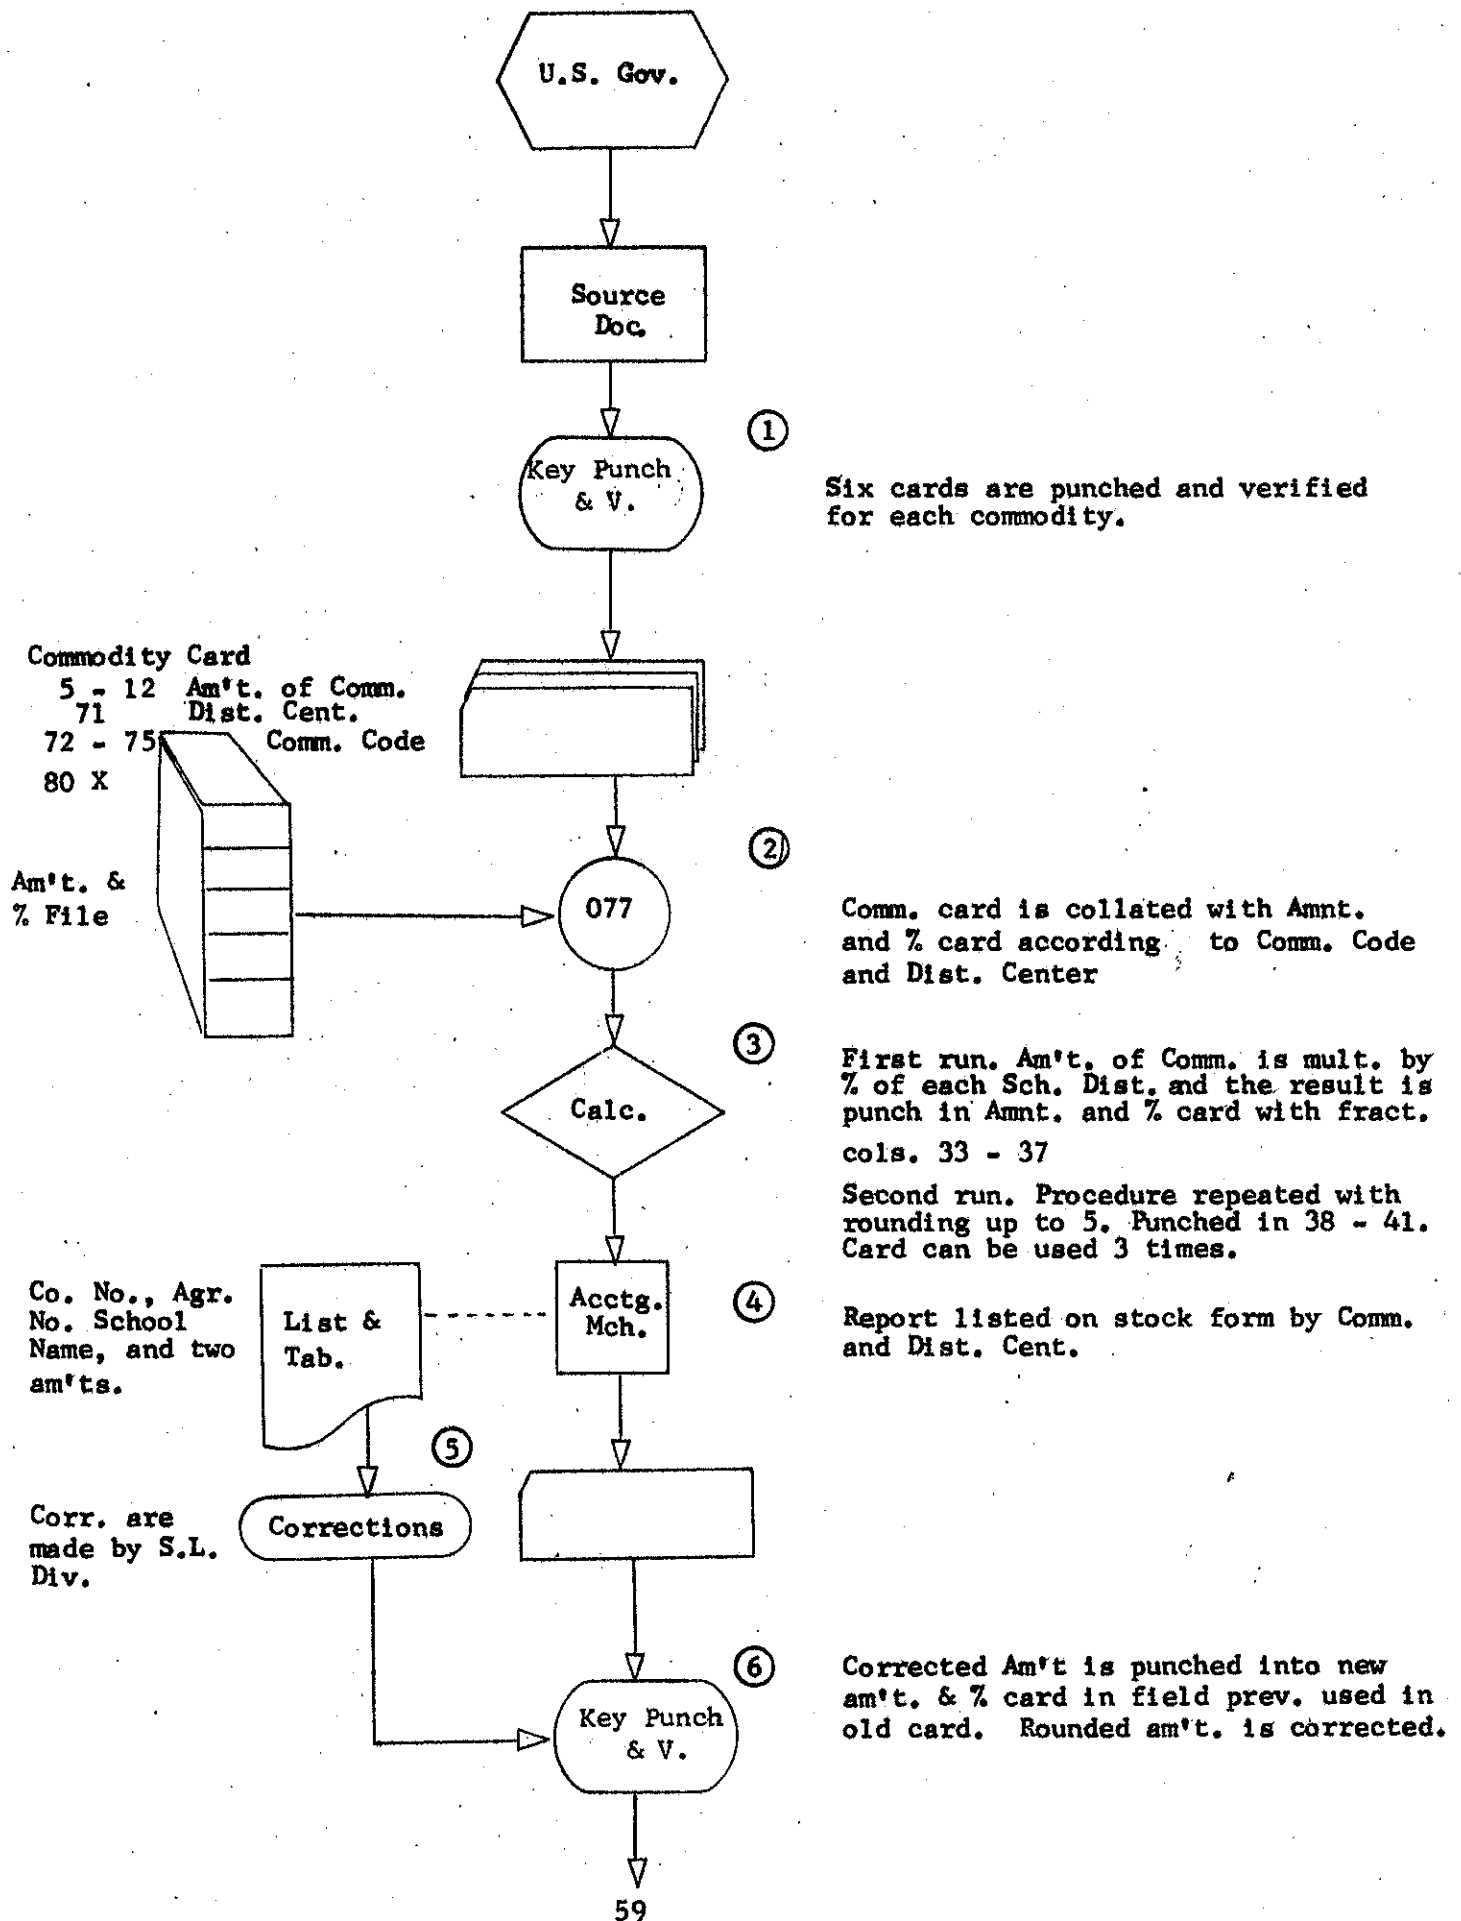 U.S. Gov.
Source
Doc.
1
Key Punch
& V.
Six cards are punched and verified
for each commodity.
Commodity Card
5 - 12 Am't. of Comm.
71 Dist. Cent.
72 - 75 Comm. Code
80 X
Am't. &
% File
2
077
Comm. card is collated with Amnt.
and % card according to Comm. Code
and Dist. Center
3
Calc.
First run. Am't. of Comm. is mult. by
% of each Sch. Dist. and the result is
punch in Amnt. and % card with fract.
cols. 33 - 37
Second run. Procedure repeated with
rounding up to 5. Punched in 38 - 41.
Card can be used 3 times.
Co. No., Agr.
No. School
Name, and two
am'ts.
List &
Tab.
Acctg.
Mch.
4
Report listed on stock form by Comm.
and Dist. Cent.
5
Corr. are
made by S.L.
Div.
Corrections
6
Key Punch
& V.
Corrected Am't is punched into new
am't. & % card in field prev. used in
old card. Rounded am't. is corrected.
59